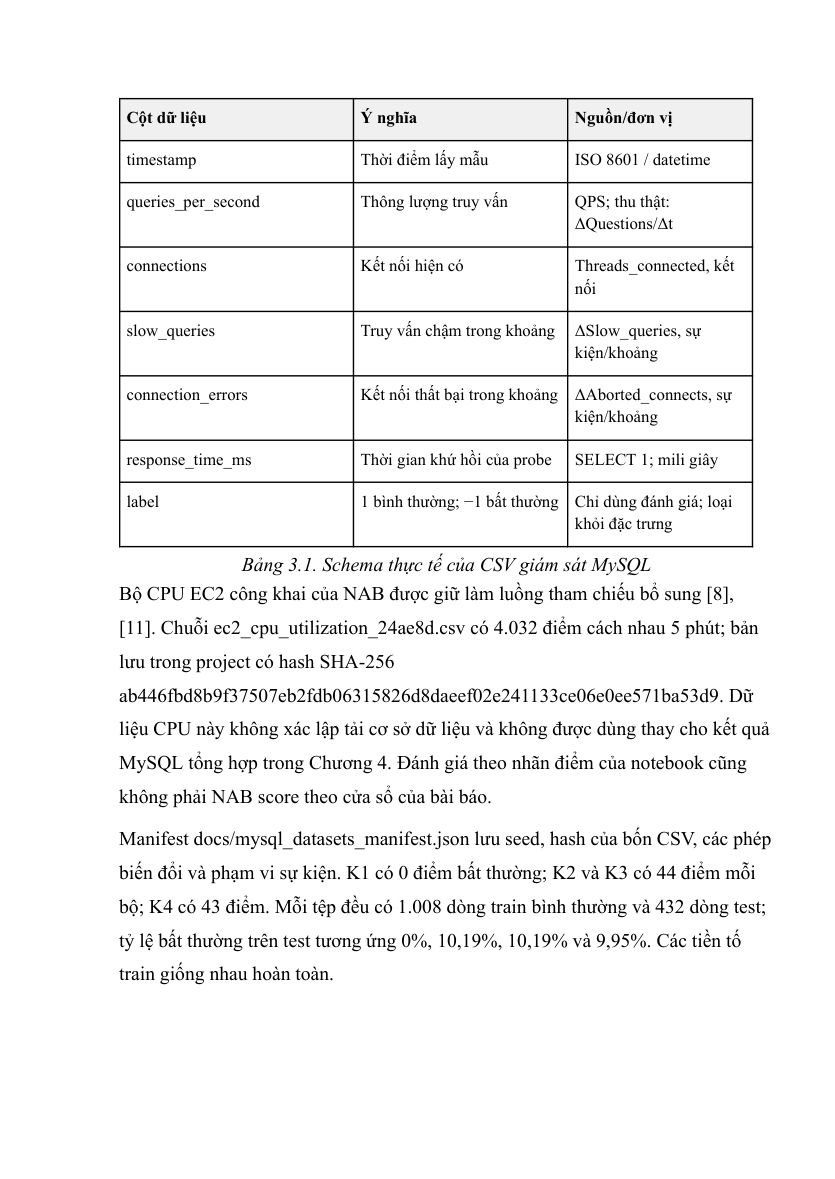 Cột dữ liệu Ý nghĩa Nguồn/đơn vị
timestamp Thời điểm lấy mẫu ISO 8601 / datetime
queries_per_second Thông lượng truy vấn QPS; thu thật:
ΔQuestions/Δt
connections Kết nối hiện có Threads_connected, kết
nối
slow_queries Truy vấn chậm trong khoảng ΔSlow_queries, sự
kiện/khoảng
connection_errors Kết nối thất bại trong khoảng ΔAborted_connects, sự
kiện/khoảng
response_time_ms Thời gian khứ hồi của probe SELECT 1; mili giây
label 1 bình thường; −1 bất thường Chỉ dùng đánh giá; loại
khỏi đặc trưng
Bảng 3.1. Schema thực tế của CSV giám sát MySQL
Bộ CPU EC2 công khai của NAB được giữ làm luồng tham chiếu bổ sung [8],
[11]. Chuỗi ec2_cpu_utilization_24ae8d.csv có 4.032 điểm cách nhau 5 phút; bản
lưu trong project có hash SHA-256
ab446fbd8b9f37507eb2fdb06315826d8daeef02e241133ce06e0ee571ba53d9. Dữ
liệu CPU này không xác lập tải cơ sở dữ liệu và không được dùng thay cho kết quả
MySQL tổng hợp trong Chương 4. Đánh giá theo nhãn điểm của notebook cũng
không phải NAB score theo cửa sổ của bài báo.
Manifest docs/mysql_datasets_manifest.json lưu seed, hash của bốn CSV, các phép
biến đổi và phạm vi sự kiện. K1 có 0 điểm bất thường; K2 và K3 có 44 điểm mỗi
bộ; K4 có 43 điểm. Mỗi tệp đều có 1.008 dòng train bình thường và 432 dòng test;
tỷ lệ bất thường trên test tương ứng 0%, 10,19%, 10,19% và 9,95%. Các tiền tố
train giống nhau hoàn toàn.